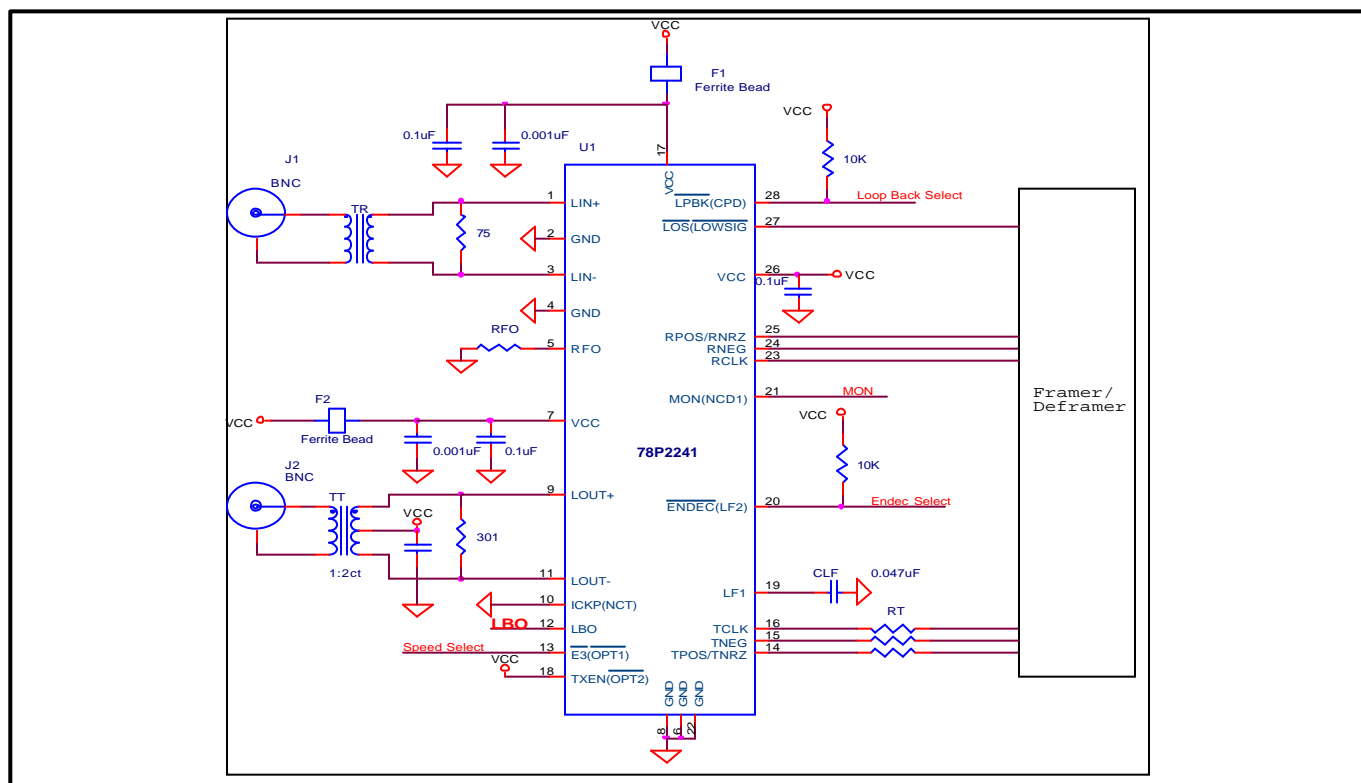 VCC
F1
Ferrite Bead
VCC
0.1uF
0.001uF
10K
U1
17
VCC
J1
BNC
TR
75
1
LIN+
2
GND
3
LIN-
4
GND
RFO
5
RFO
28
LPBK(CPD)
Loop Back Select
27
LOS(LOWSIG
26
VCC
VCC
0.1uF
25
RPOS/RNRZ
24
RNEG
23
RCLK
21
MON(NCD1)
MON
VCC
10K
Framer/
Deframer
F2
VCC
Ferrite Bead
7
VCC
0.001uF
0.1uF
78P2241
J2
BNC
TT
VCC
9
LOUT+
301
1:2ct
11
LOUT-
20
ENDEC(LF2)
Endec Select
10
ICKP(NCT)
LBO
12
LBO
Speed Select
13
E3(OPT1)
VCC
18
TXEN(OPT2)
19
LF1
CLF
0.047uF
RT
16
TCLK
15
TNEG
14
TPOS/TNRZ
GND
GND
GND
8
6
22